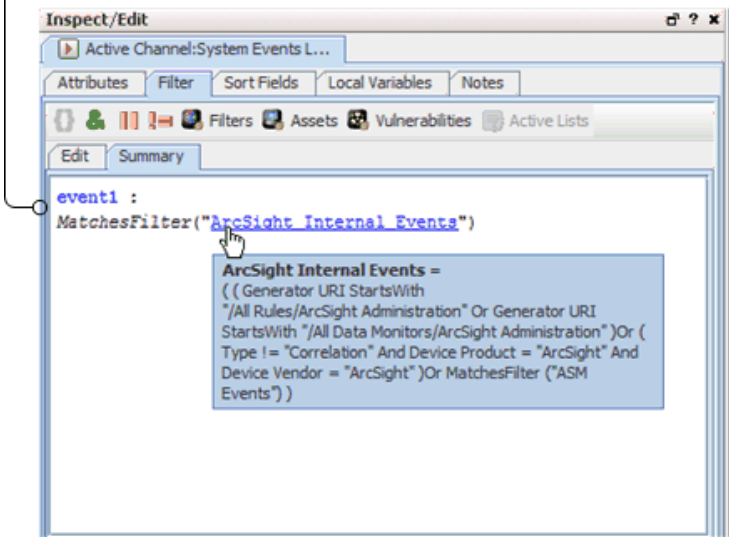 Inspect/Edit
Active Channel:System Events L...
Attributes Filter Sort Fields Local Variables Notes
Filters Assets Vulnerabilities Active Lists
Edit Summary
event1 :
MatchesFilter("ArcSight Internal Events")
ArcSight Internal Events =
( ( Generator URI StartsWith
"/All Rules/ArcSight Administration" Or Generator URI
StartsWith "/All Data Monitors/ArcSight Administration" )Or (
Type != "Correlation" And Device Product = "ArcSight" And
Device Vendor = "ArcSight" )Or MatchesFilter ("ASM
Events") )